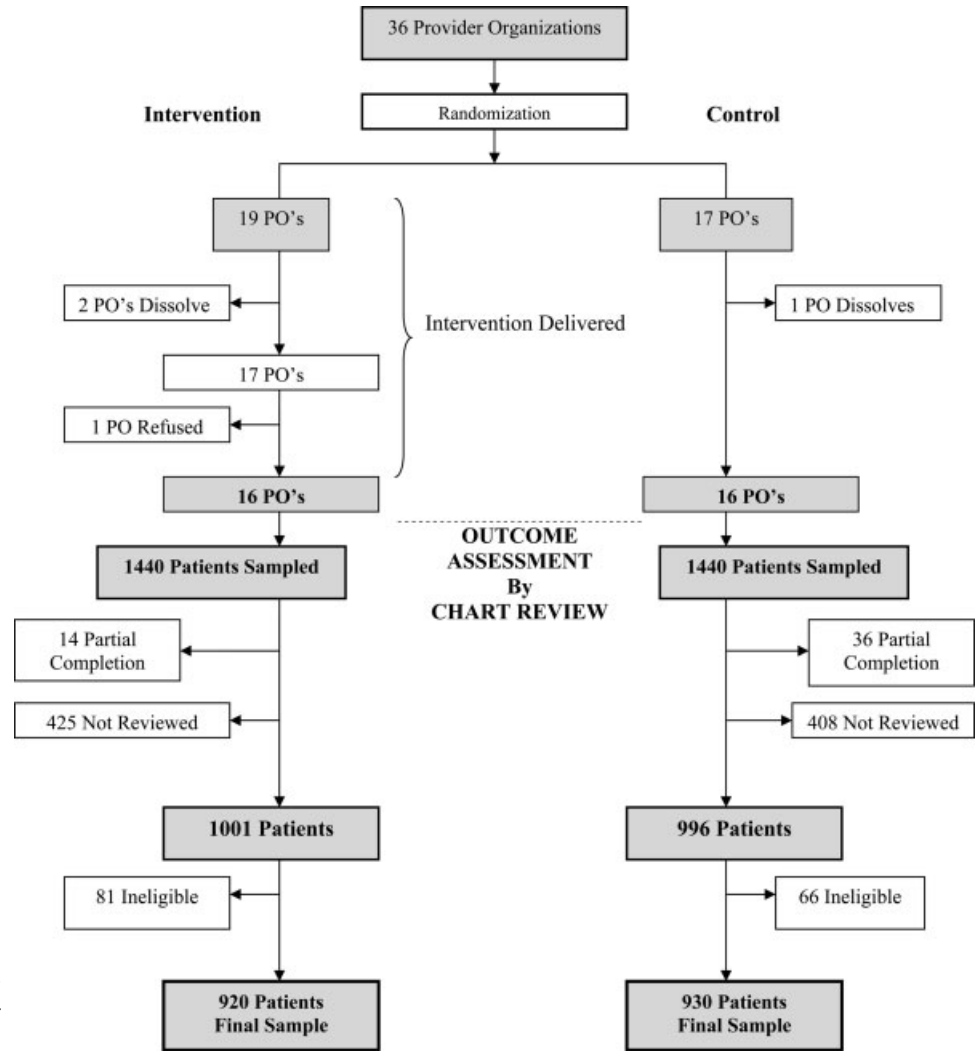 36 Provider Organizations
Randomization
Intervention
Control
19 PO's
17 PO's
2 PO's Dissolve
1 PO Dissolves
Intervention Delivered
17 PO's
1 PO Refused
16 PO's
16 PO's
OUTCOME
ASSESSMENT
By
CHART REVIEW
1440 Patients Sampled
1440 Patients Sampled
14 Partial
Completion
36 Partial
Completion
425 Not Reviewed
408 Not Reviewed
1001 Patients
996 Patients
81 Ineligible
66 Ineligible
920 Patients
Final Sample
930 Patients
Final Sample